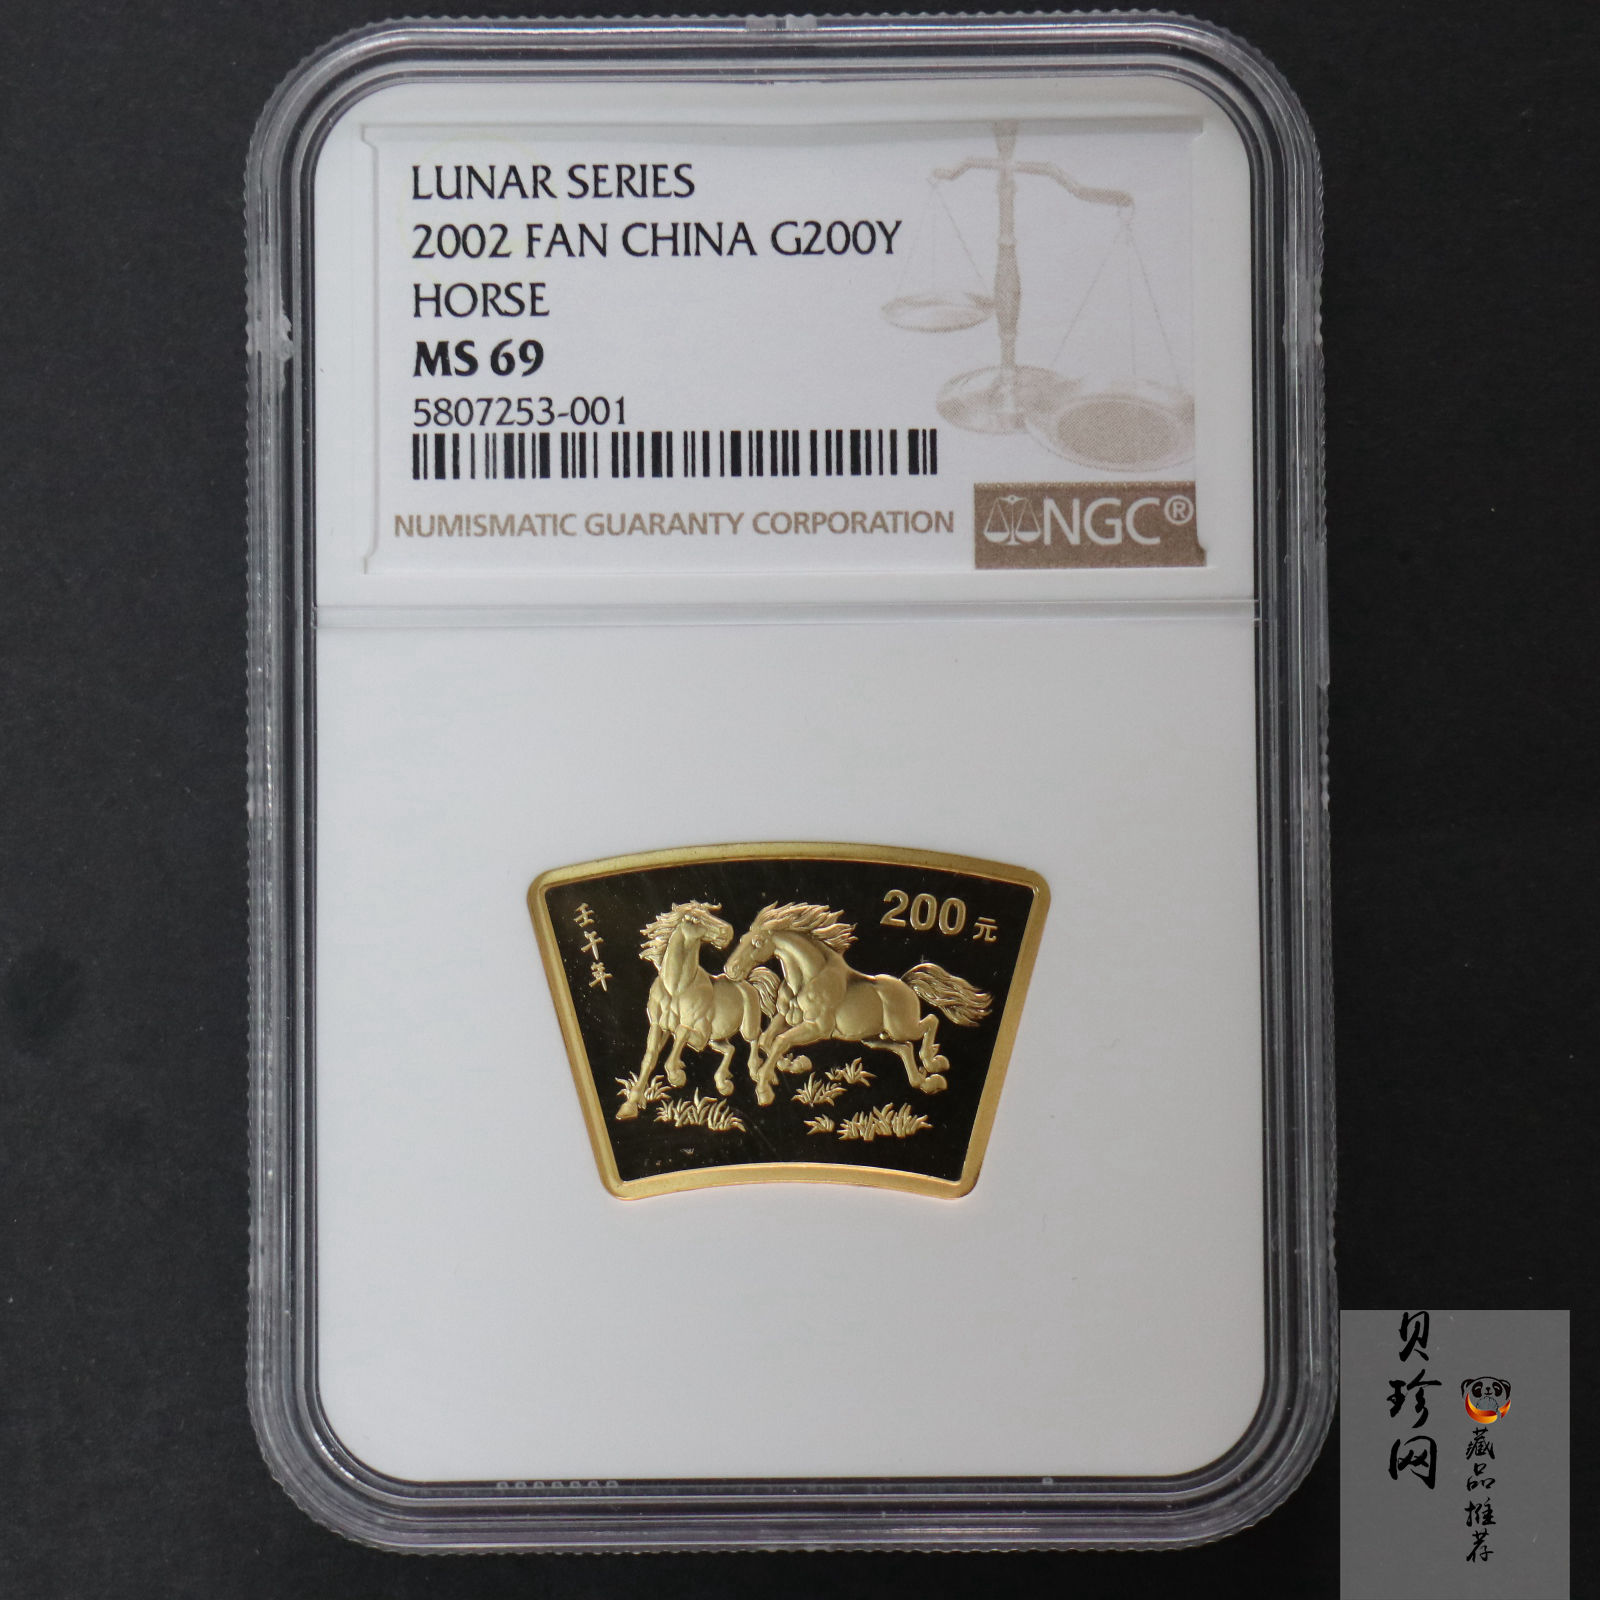 LUNAR SERIES
2002 FAN CHINA G200Y
HORSE
MS 69
5807253-001
NUMISMATIC GUARANTY CORPORATION
NGC®
壬午年
200元
贝珍网
藏品推荐